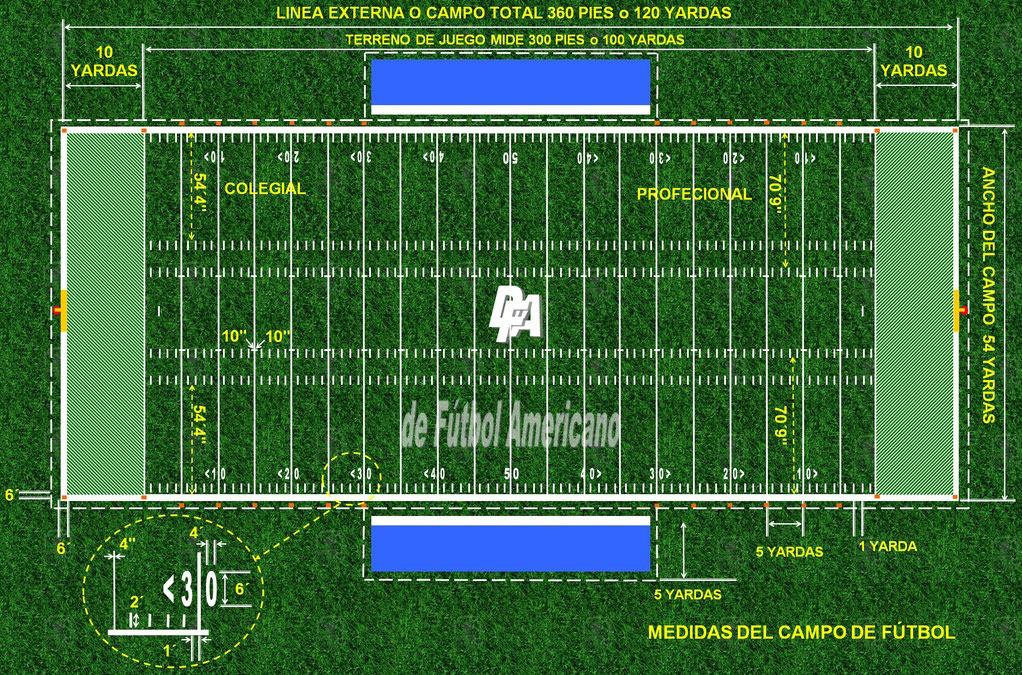 LINEA EXTERNA O CAMPO TOTAL 360 PIES o 120 YARDAS
TERRENO DE JUEGO MIDE 300 PIES o 100 YARDAS
10
YARDAS
10
YARDAS
<10 <20 <30 <40 50 40> 30> 20> 10>
54´4"
COLEGIAL
PROFECIONAL
70´9"
ANCHO DEL CAMPO 54 YARDAS
DFA
10" 10"
de Fútbol Americano
54´4"
70´9"
<10 <20 <30 <40 50 40> 30> 20> 10>
6´
6´
4"
4´
<30
6´
2´
1´
5 YARDAS
1 YARDA
5 YARDAS
MEDIDAS DEL CAMPO DE FÚTBOL